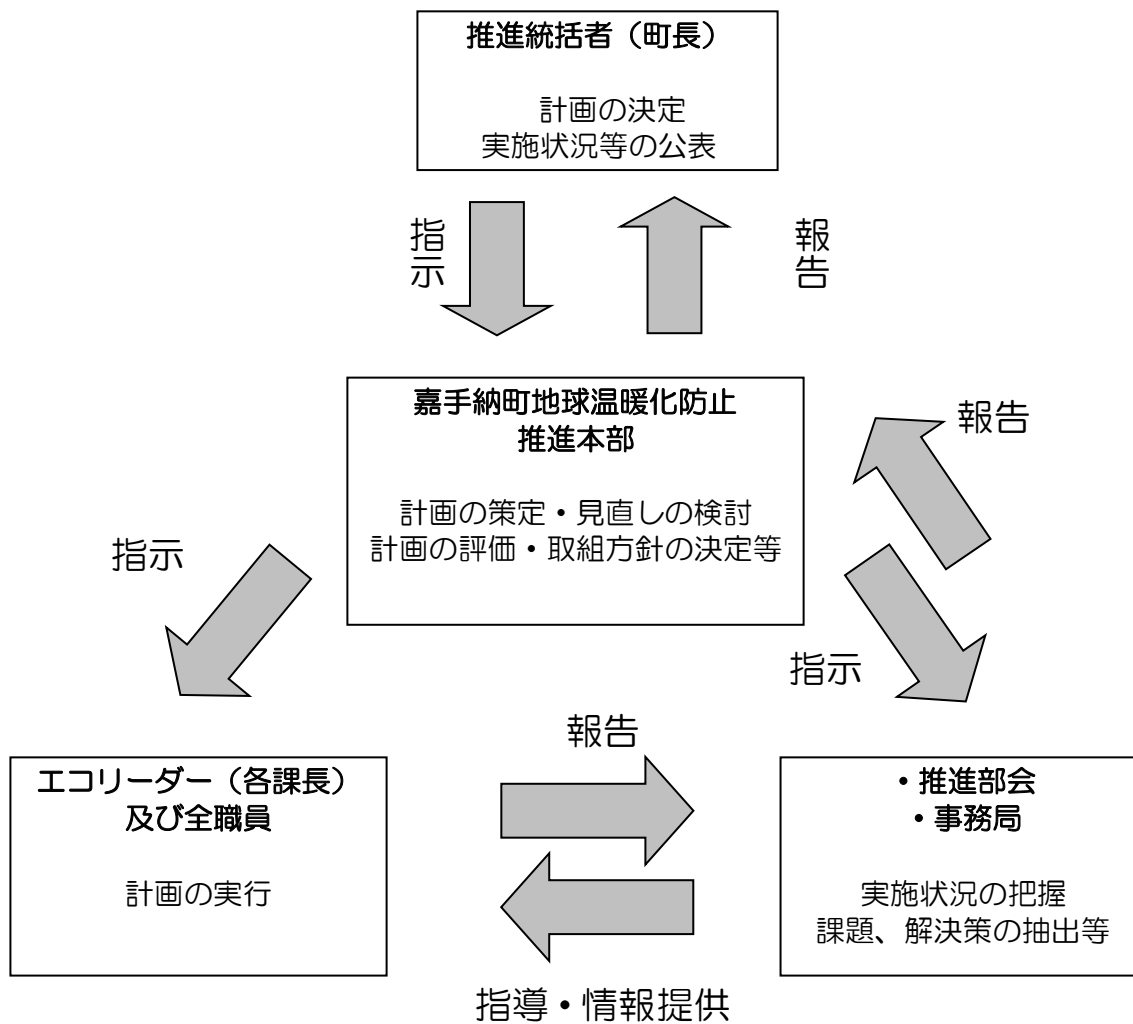 推進統括者（町長）
計画の決定
実施状況等の公表
指示
報告
嘉手納町地球温暖化防止
推進本部
計画の策定・見直しの検討
計画の評価・取組方針の決定等
報告
指示
指示
報告
エコリーダー（各課長）
及び全職員
計画の実行
・推進部会
・事務局
実施状況の把握
課題、解決策の抽出等
指導・情報提供